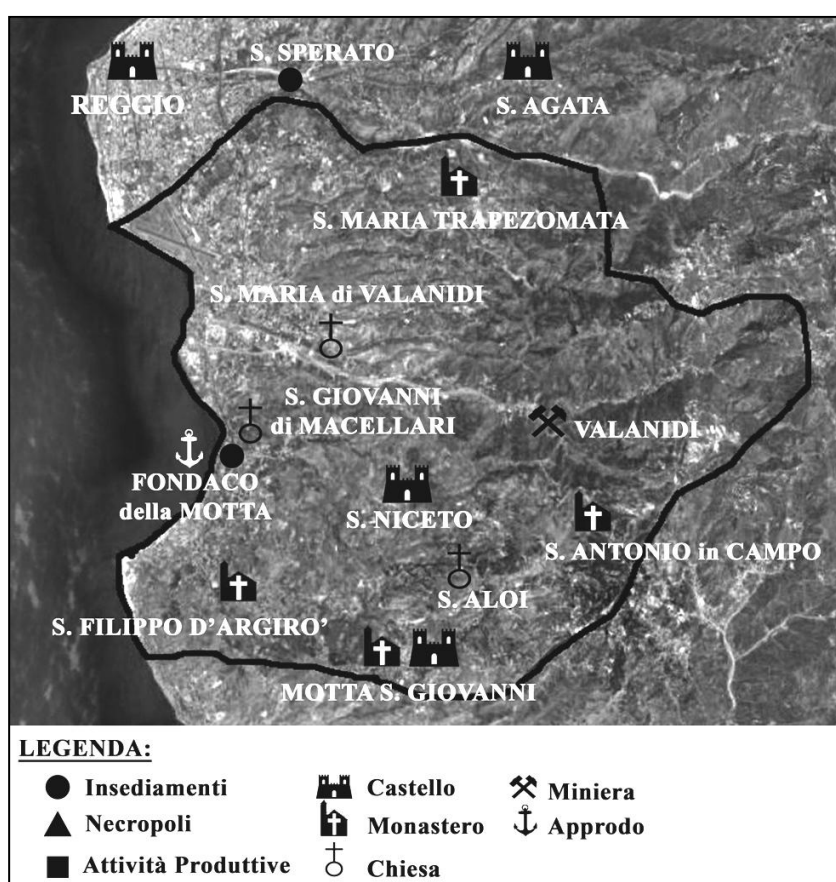 S. SPERATO
REGGIO
S. AGATA
S. MARIA TRAPEZOMATA
S. MARIA di VALANIDI
S. GIOVANNI
di MACELLARI
VALANIDI
FONDACO
della MOTTA
S. NICETO
S. ANTONIO in CAMPO
S. ALOI
S. FILIPPO D'ARGIRO'
MOTTA S. GIOVANNI
LEGENDA:
Insediamenti
Necropoli
Attività Produttive
Castello
Monastero
Chiesa
Miniera
Approdo